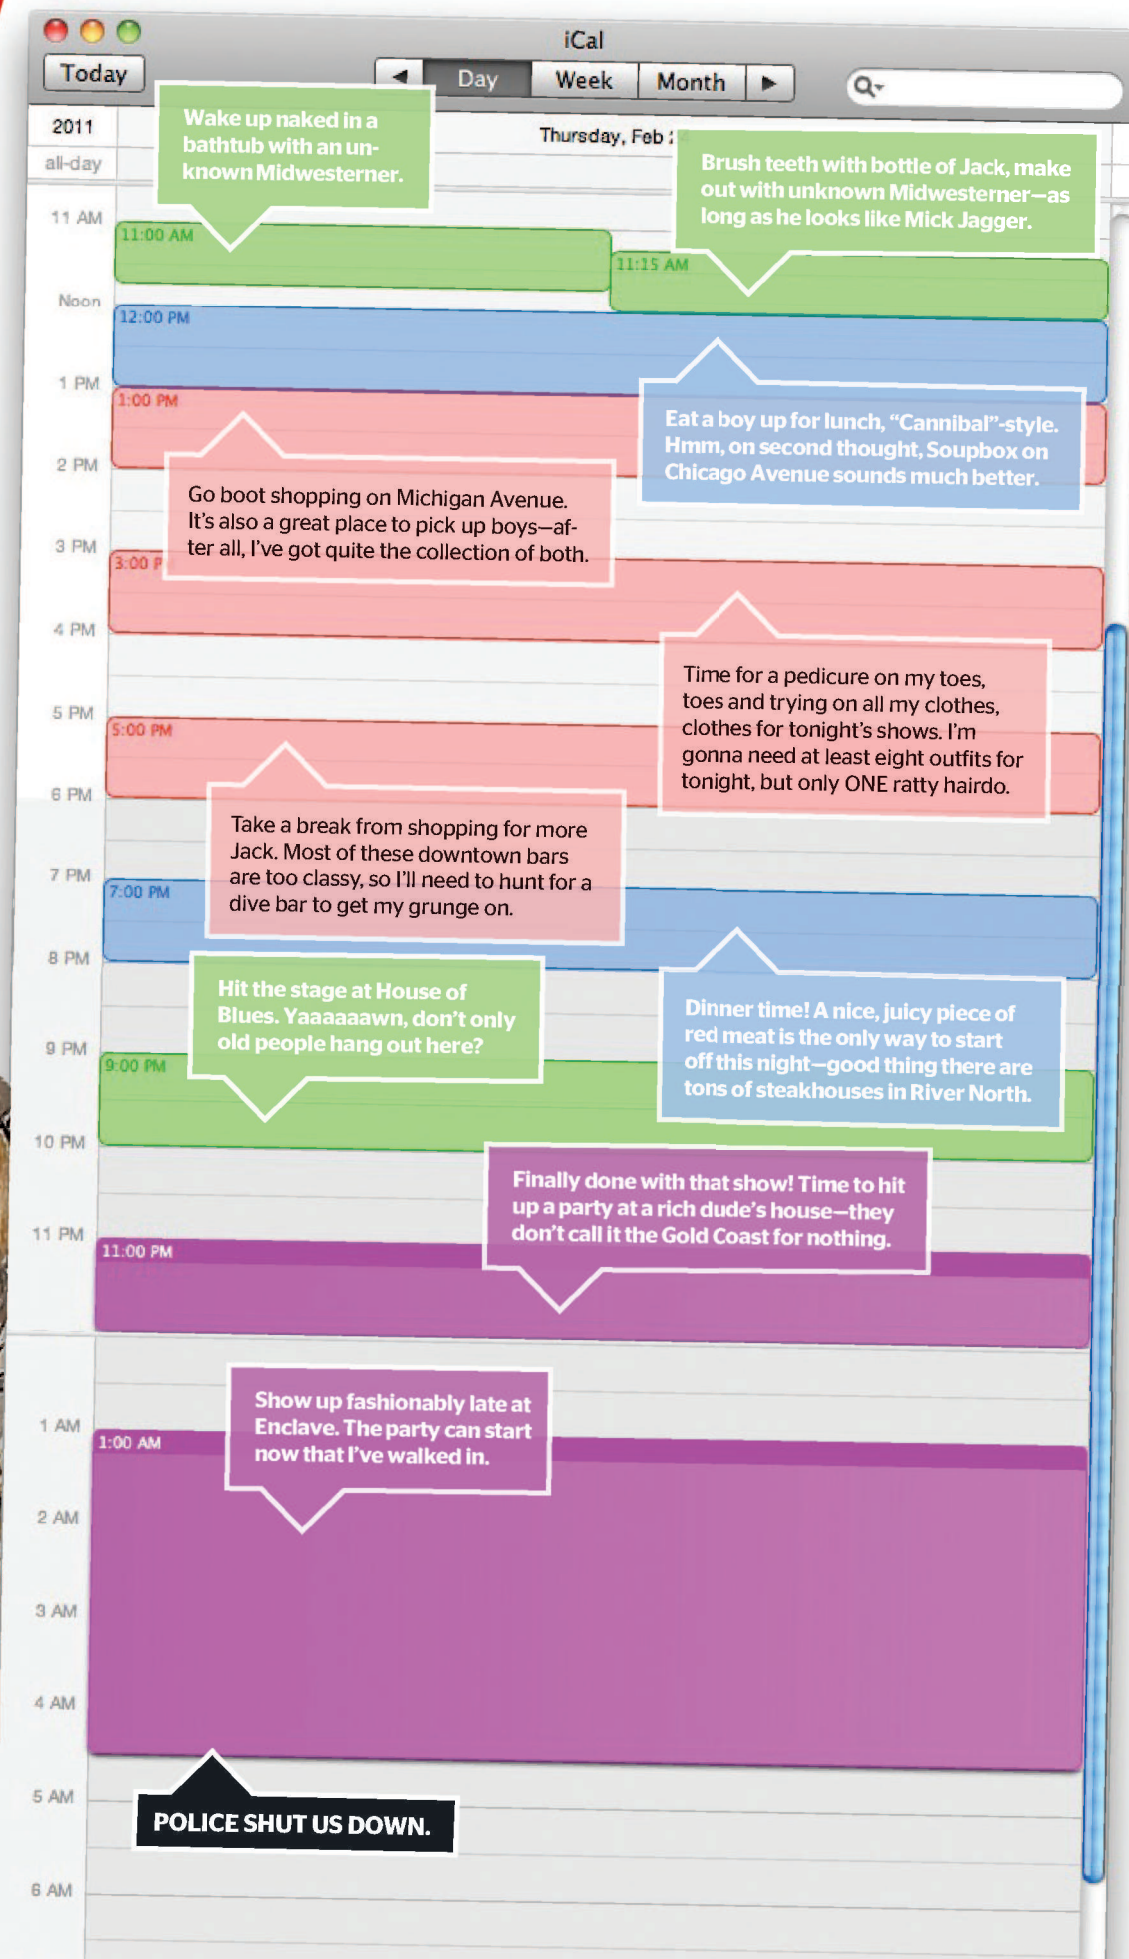 iCal
Today
Day
Week
Month
2011
Thursday, Feb
all-day
Wake up naked in a
bathtub with an un-
known Midwesterner.
Brush teeth with bottle of Jack, make
out with unknown Midwesterner—as
long as he looks like Mick Jagger.
11 AM
11:00 AM
11:15 AM
Noon
12:00 PM
1 PM
1:00 PM
Eat a boy up for lunch, “Cannibal”-style.
Hmm, on second thought, Soupbox on
Chicago Avenue sounds much better.
2 PM
Go boot shopping on Michigan Avenue.
It’s also a great place to pick up boys—af-
ter all, I’ve got quite the collection of both.
3 PM
3:00 P
4 PM
Time for a pedicure on my toes,
toes and trying on all my clothes,
clothes for tonight’s shows. I’m
gonna need at least eight outfits for
tonight, but only ONE ratty hairdo.
5 PM
5:00 PM
6 PM
Take a break from shopping for more
Jack. Most of these downtown bars
are too classy, so I’ll need to hunt for a
dive bar to get my grunge on.
7 PM
7:00 PM
8 PM
Hit the stage at House of
Blues. Yaaaaaawn, don’t only
old people hang out here?
Dinner time! A nice, juicy piece of
red meat is the only way to start
off this night—good thing there are
tons of steakhouses in River North.
9 PM
9:00 PM
10 PM
Finally done with that show! Time to hit
up a party at a rich dude’s house—they
don’t call it the Gold Coast for nothing.
11 PM
11:00 PM
Show up fashionably late at
Enclave. The party can start
now that I’ve walked in.
1 AM
1:00 AM
2 AM
3 AM
4 AM
5 AM
POLICE SHUT US DOWN.
6 AM